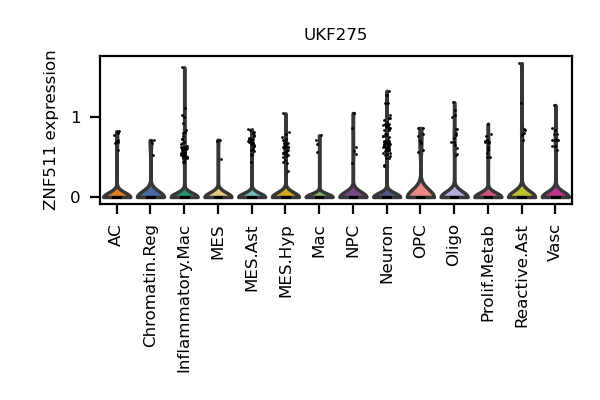 UKF275
ZNF511 expression
1
0
AC
Chromatin.Reg
Inflammatory.Mac
MES
MES.Ast
MES.Hyp
Mac
NPC
Neuron
OPC
Oligo
Prolif.Metab
Reactive.Ast
Vasc